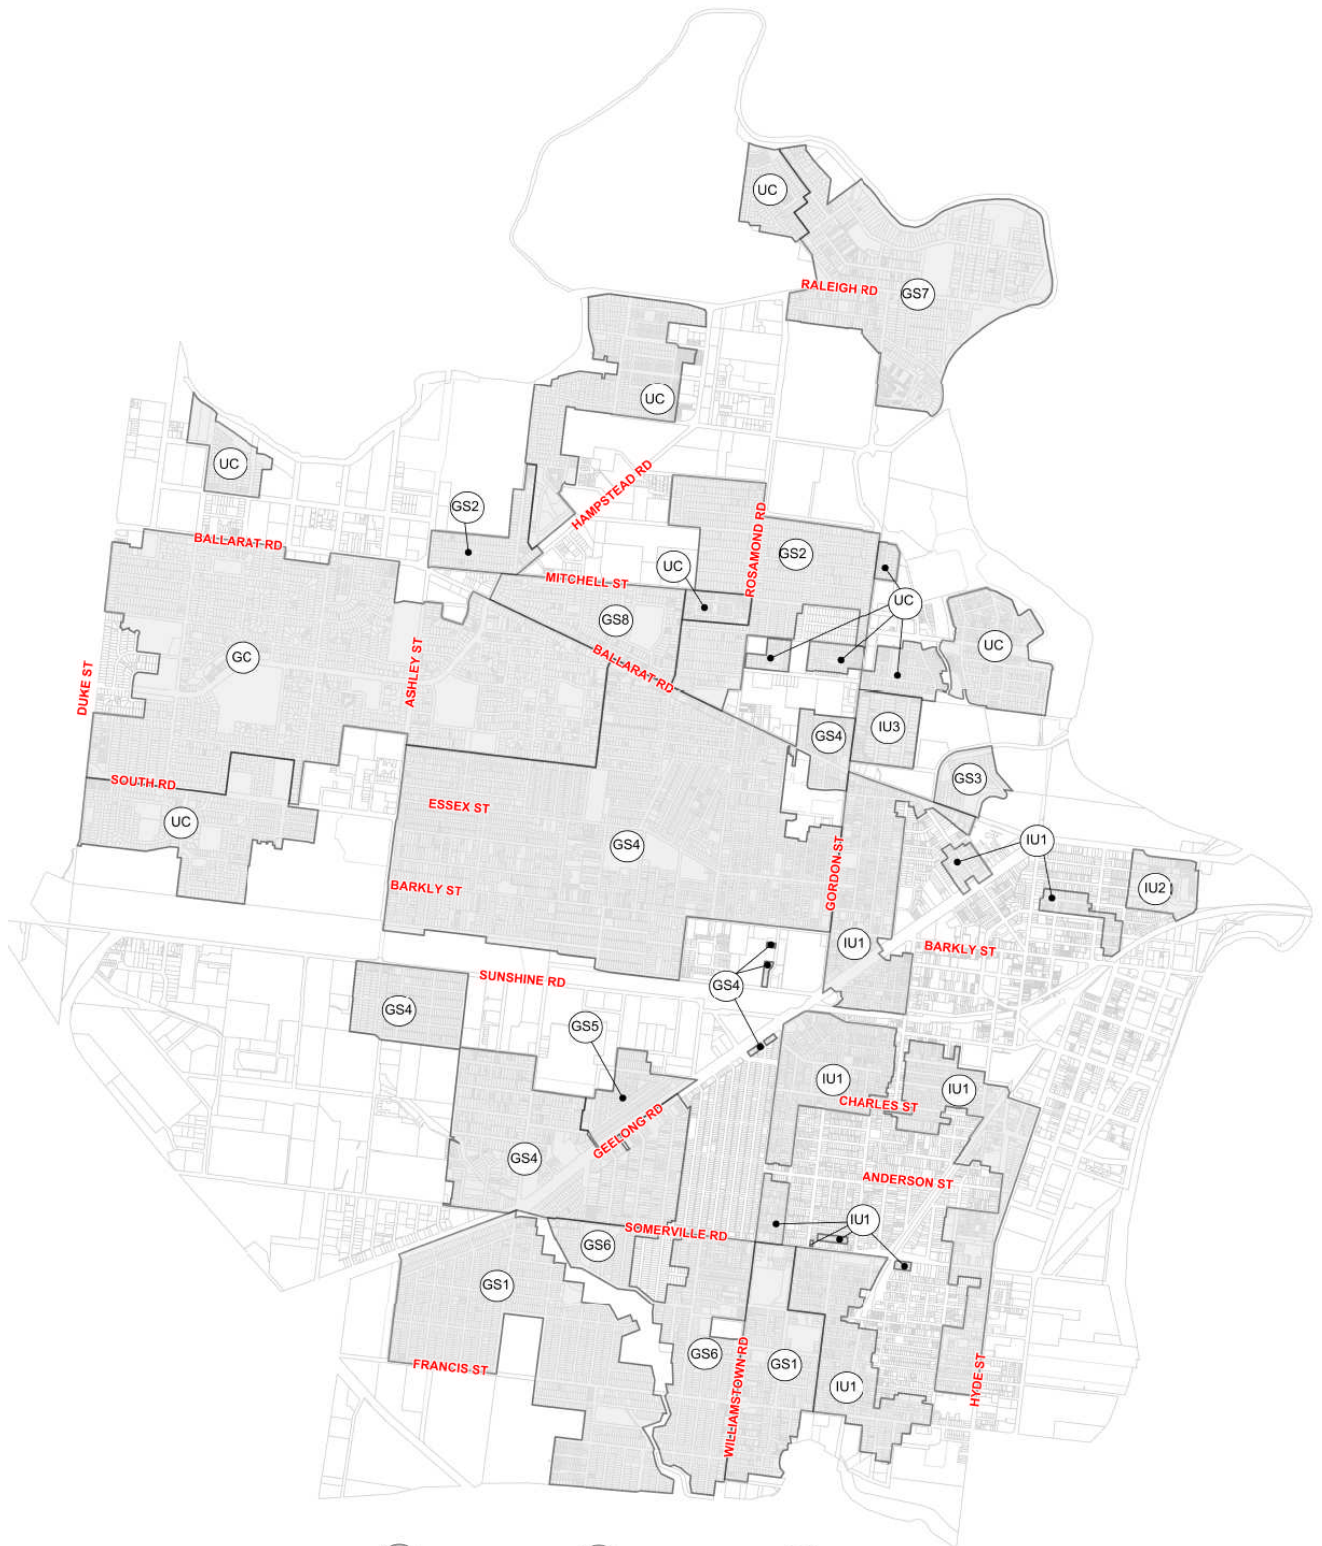 UC
RALEIGH RD
GS7
UC
UC
HAMPSTEAD RD
GS2
ROSAMOND RD
BALLARAT RD
GS2
UC
MITCHELL ST
UC
GS8
UC
GC
BALLARAT RD
ASHLEY ST
DUKE ST
IU3
GS4
GS3
SOUTH RD
ESSEX ST
UC
GS4
IU1
GORDON ST
BARKLY ST
IU2
IU1
BARKLY ST
SUNSHINE RD
GS4
GS4
GS5
IU1
IU1
CHARLES ST
GEELONG RD
GS4
ANDERSON ST
IU1
SOMERVILLE RD
GS6
GS1
GS6
GS1
FRANCIS ST
WILLIAMSTOWN RD
IU1
HYDE ST